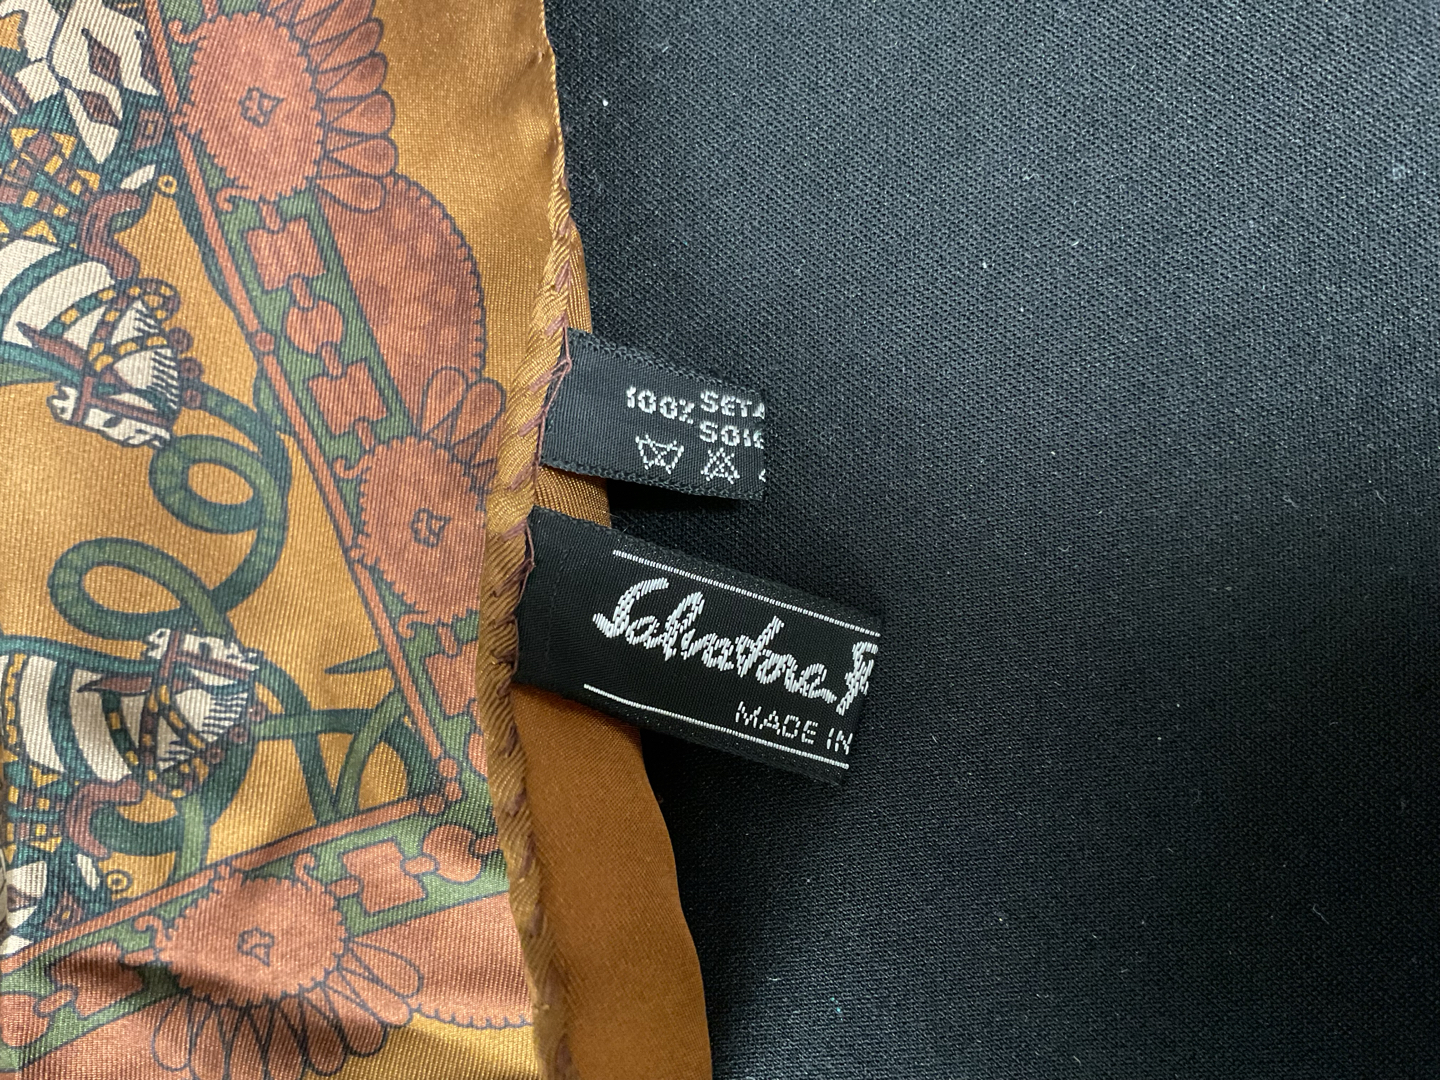 100% SETA
SOIE
Salvatore F
MADE IN